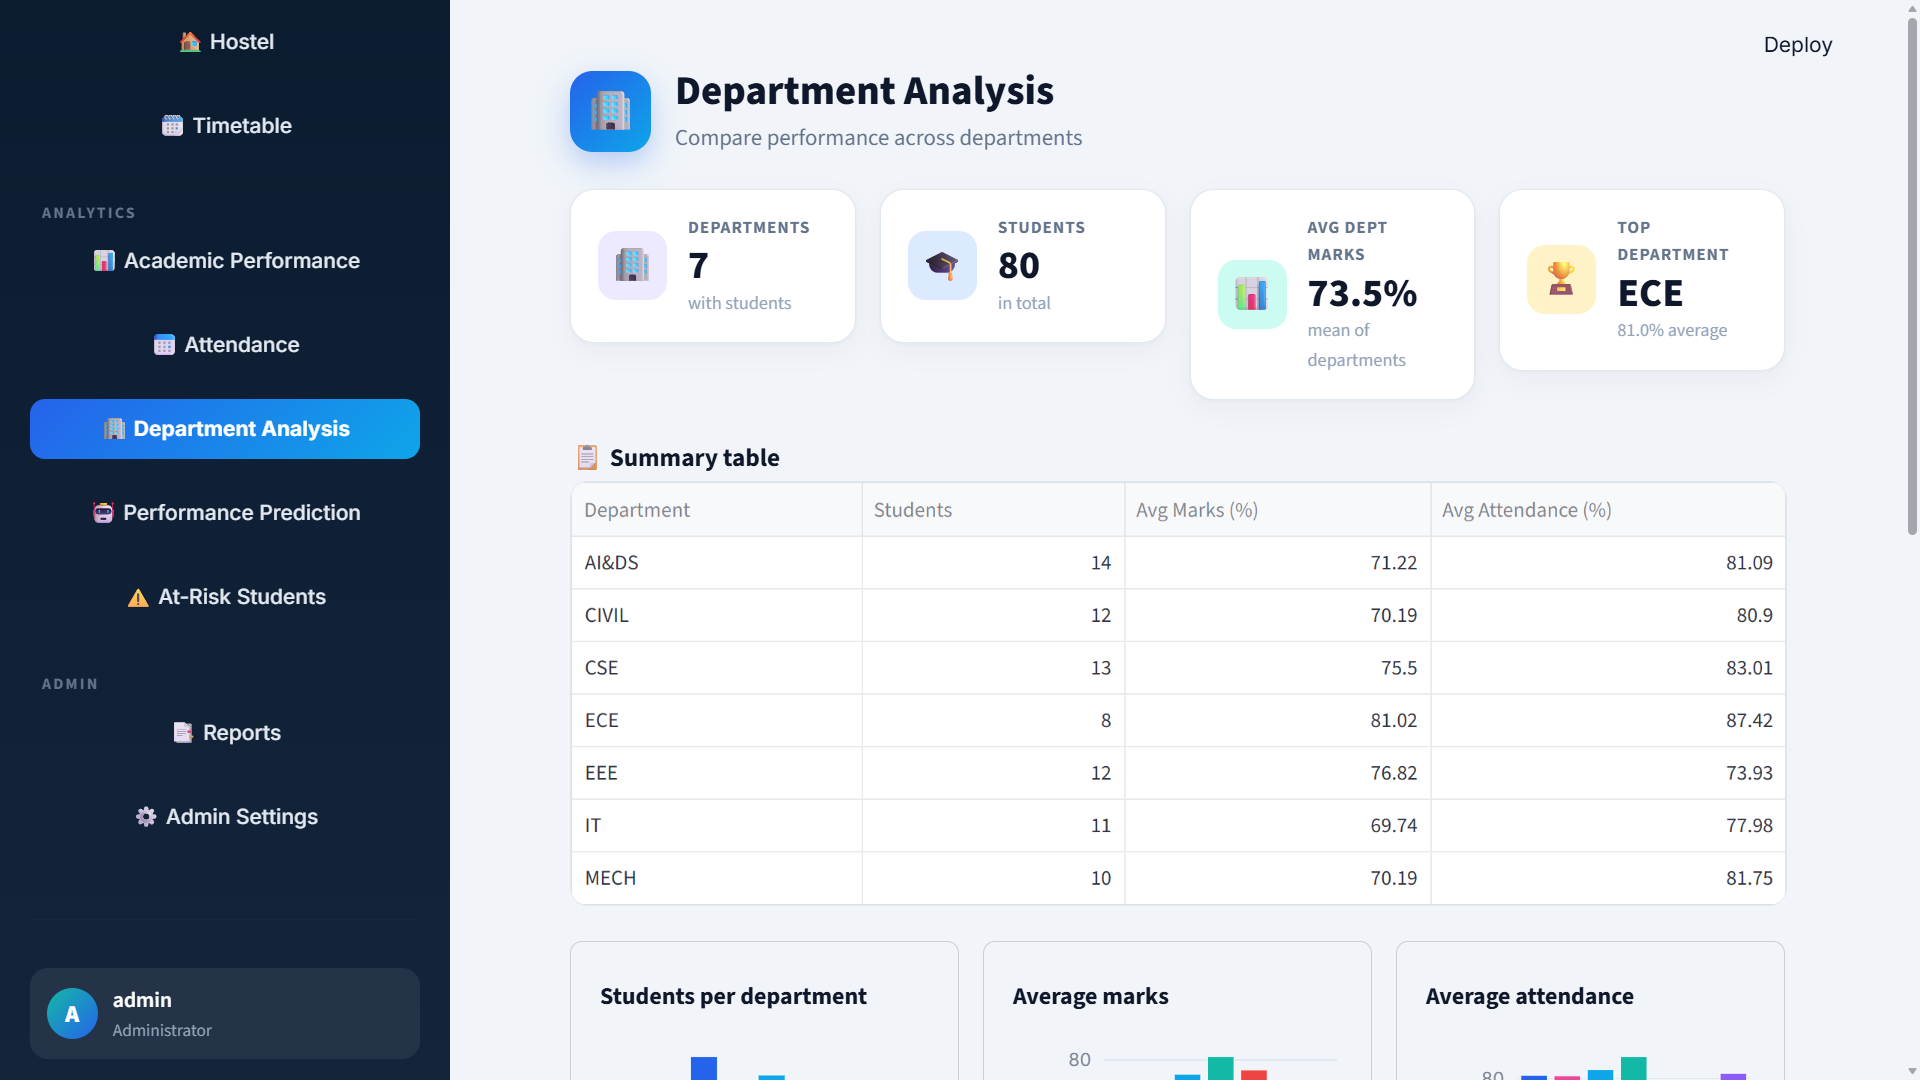 Hostel
Timetable
ANALYTICS
Academic Performance
Attendance
Department Analysis
Performance Prediction
At-Risk Students
ADMIN
Reports
Admin Settings
A
admin
Administrator
Deploy
Department Analysis
Compare performance across departments
DEPARTMENTS
7
with students
STUDENTS
80
in total
AVG DEPT
MARKS
73.5%
mean of
departments
TOP
DEPARTMENT
ECE
81.0% average
Summary table
Department Students Avg Marks (%) Avg Attendance (%)
AI&DS 14 71.22 81.09
CIVIL 12 70.19 80.9
CSE 13 75.5 83.01
ECE 8 81.02 87.42
EEE 12 76.82 73.93
IT 11 69.74 77.98
MECH 10 70.19 81.75
Students per department
Average marks
80
Average attendance
80